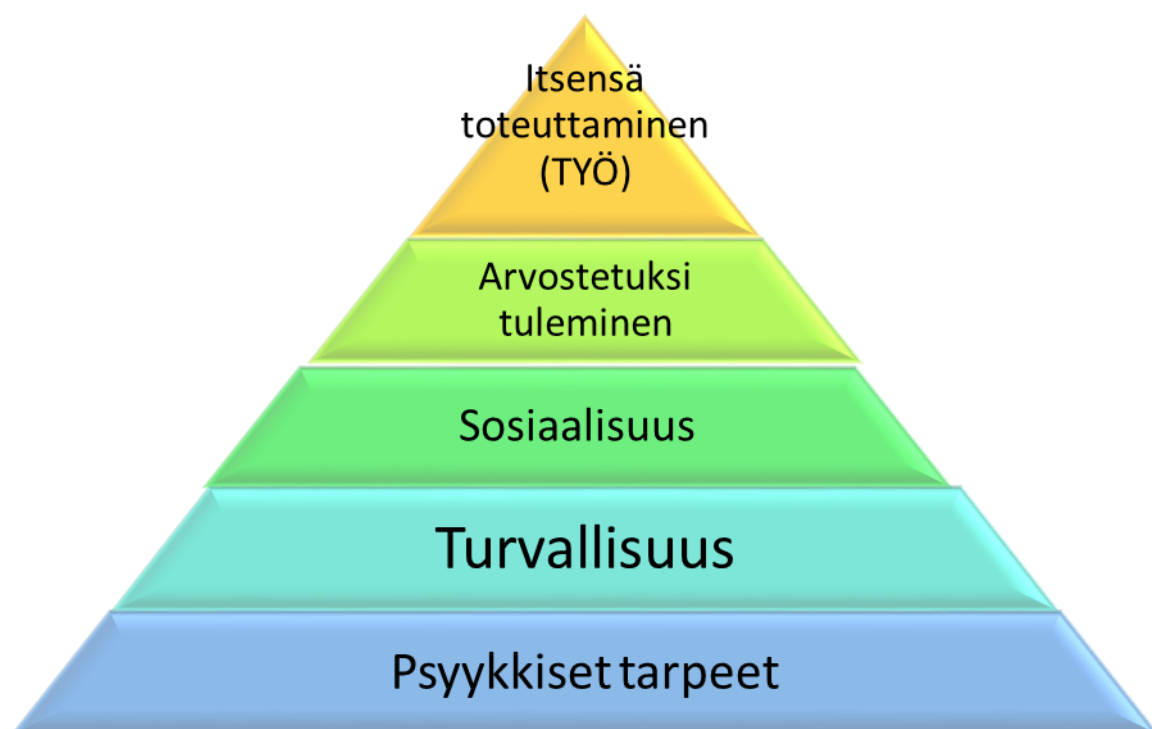 Itsensä
toteuttaminen
(TYÖ)
Arvostetuksi
tuleminen
Sosiaalisuus
Turvallisuus
Psyykkiset tarpeet